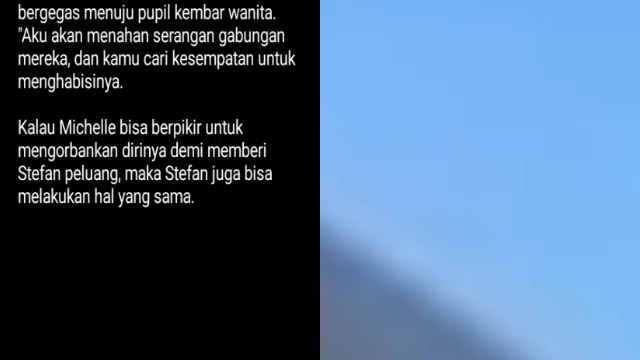 bergegas menuju pupil kembar wanita.
"Aku akan menahan serangan gabungan
mereka, dan kamu cari kesempatan untuk
menghabisinya.
Kalau Michelle bisa berpikir untuk
mengorbankan dirinya demi memberi
Stefan peluang, maka Stefan juga bisa
melakukan hal yang sama.